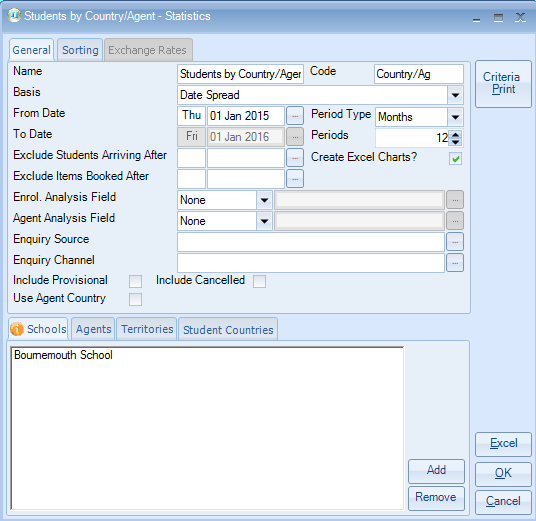 Students by Country/Agent - Statistics
General Sorting Exchange Rates
Name Students by Country/Agen Code Country/Ag
Criteria
Print
Basis Date Spread
From Date Thu 01 Jan 2015 ... Period Type Months
To Date Fri 01 Jan 2016 ... Periods 12
Exclude Students Arriving After ... Create Excel Charts?
Exclude Items Booked After ...
Enrol. Analysis Field None ...
Agent Analysis Field None ...
Enquiry Source ...
Enquiry Channel ...
Include Provisional Include Cancelled
Use Agent Country
Schools Agents Territories Student Countries
Bournemouth School
Excel
Add OK
Remove Cancel